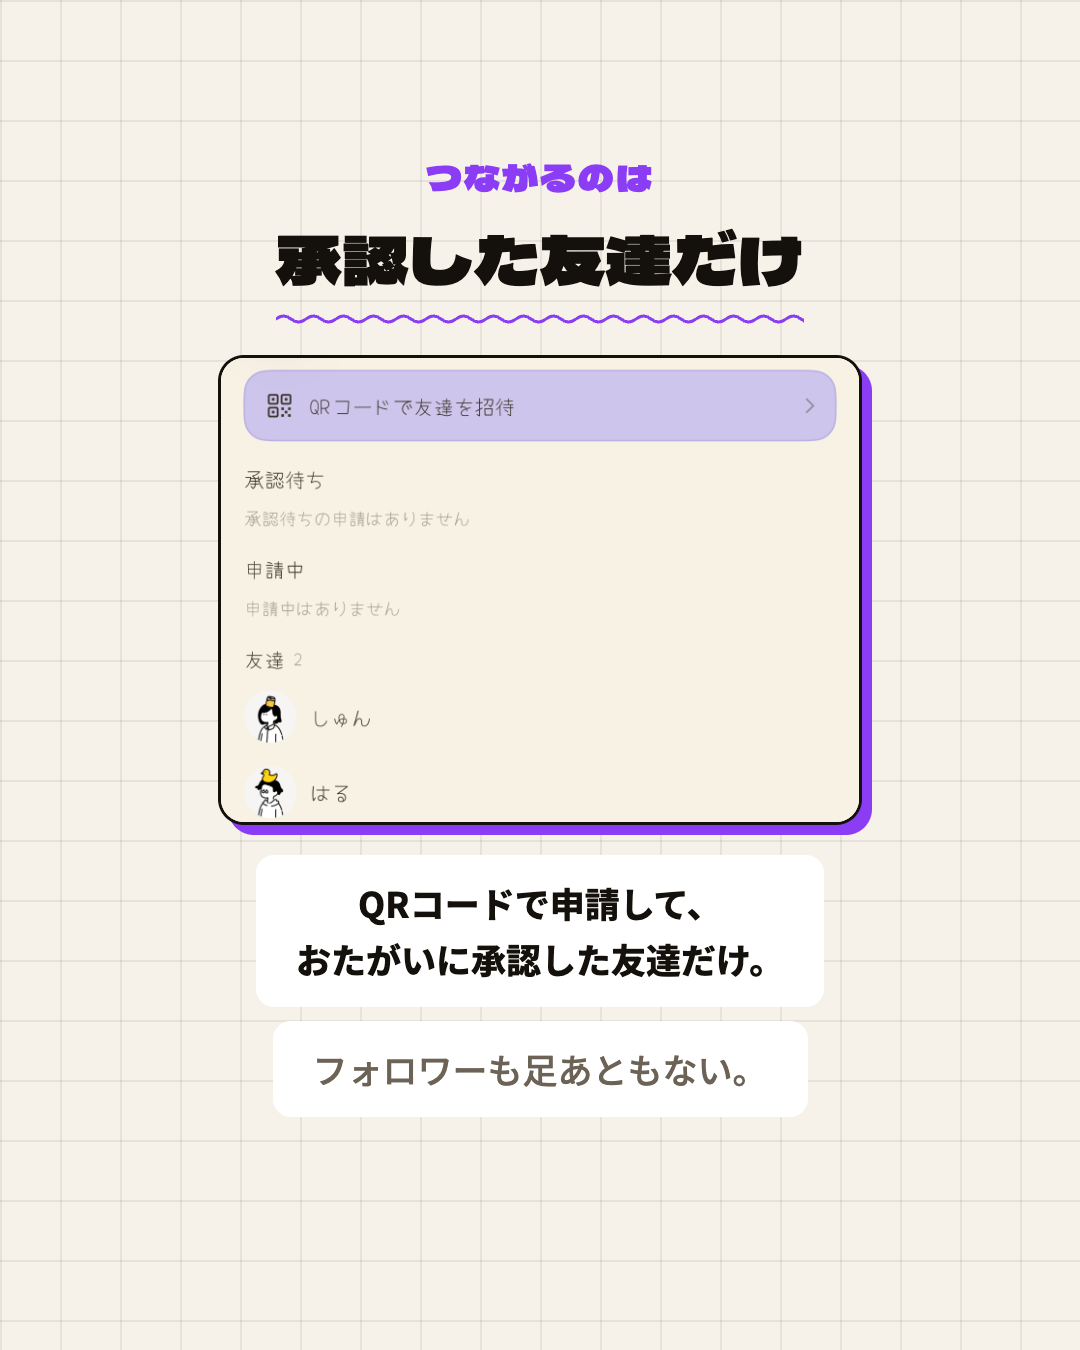 つながるのは
承認した友達だけ
QRコードで友達を招待
承認待ち
承認待ちの申請はありません
申請中
申請中はありません
友達 2
しゅん
はる
QRコードで申請して、
おたがいに承認した友達だけ。
フォロワーも足あともない。